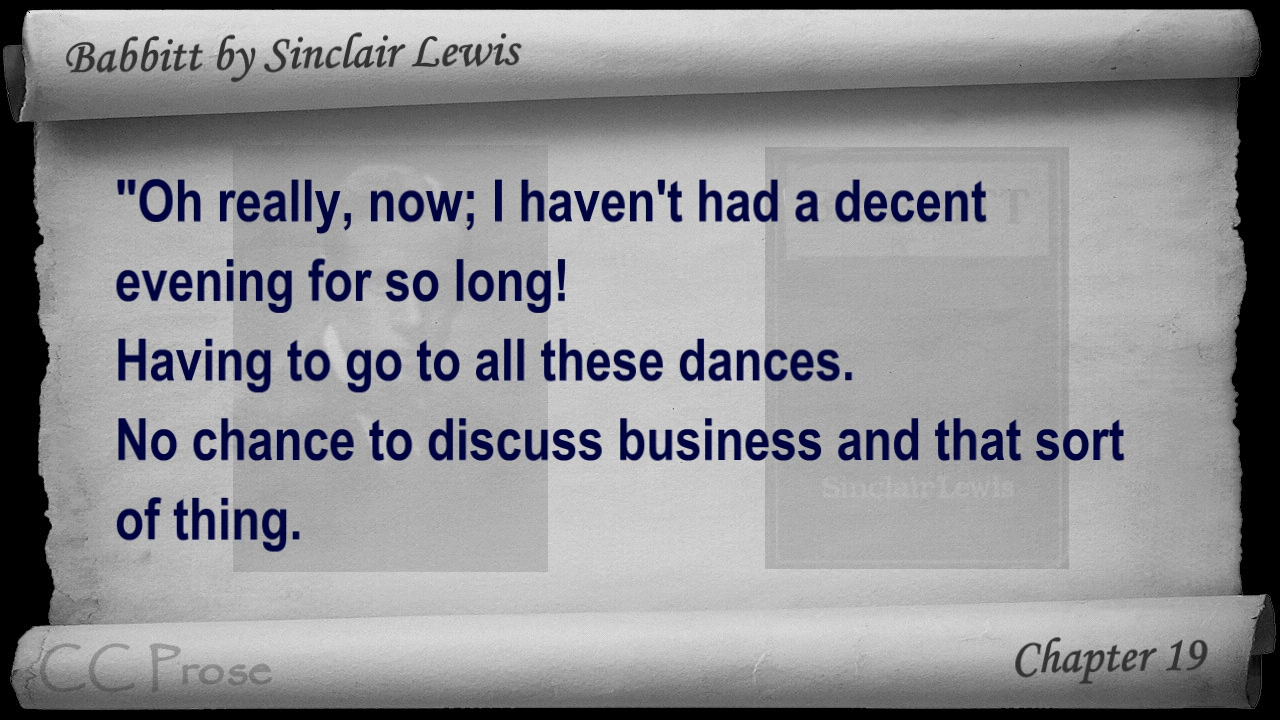 Babbitt by Sinclair Lewis
"Oh really, now; I haven't had a decent
evening for so long!
Having to go to all these dances.
No chance to discuss business and that sort
of thing.
Sinclair Lewis
CC Prose
Chapter 19